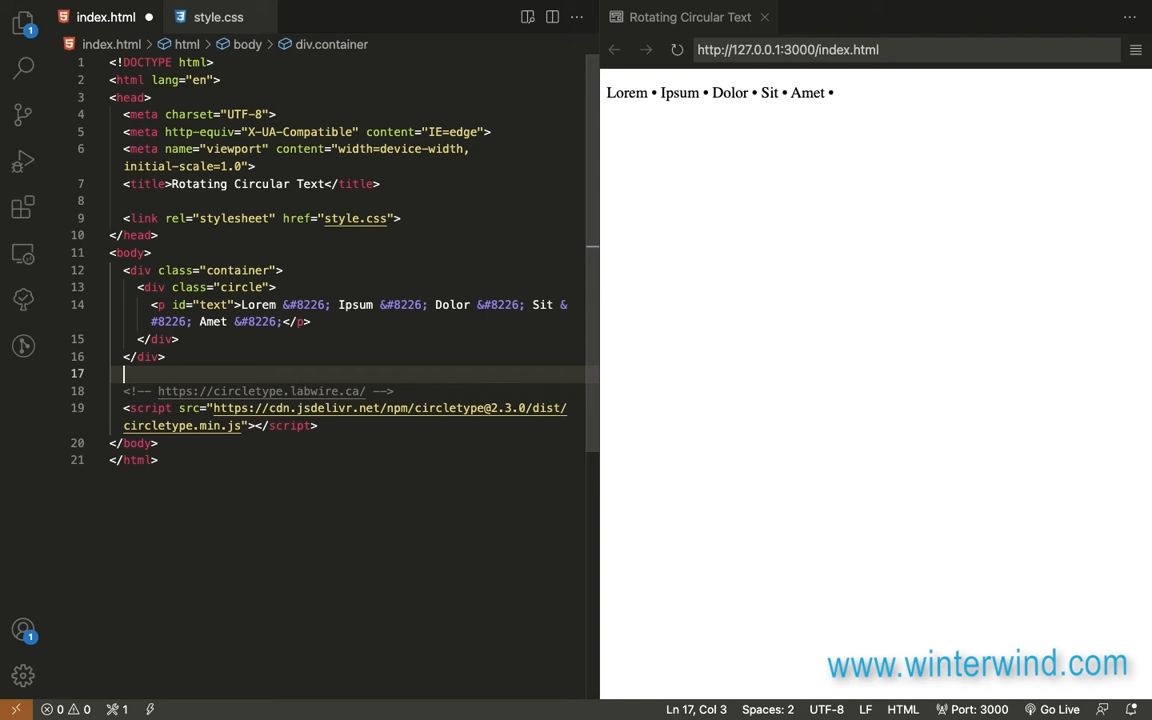 index.html
style.css
Rotating Circular Text
index.html > html > body > div.container
http://127.0.0.1:3000/index.html
1 <!DOCTYPE html>
2 <html lang="en">
3 <head>
4 <meta charset="UTF-8">
5 <meta http-equiv="X-UA-Compatible" content="IE=edge">
6 <meta name="viewport" content="width=device-width,
initial-scale=1.0">
7 <title>Rotating Circular Text</title>
8
9 <link rel="stylesheet" href="style.css">
10 </head>
11 <body>
12 <div class="container">
13 <div class="circle">
14 <p id="text">Lorem &#8226; Ipsum &#8226; Dolor &#8226; Sit &
#8226; Amet &#8226;</p>
15 </div>
16 </div>
17
18 <!-- https://circletype.labwire.ca/ -->
19 <script src="https://cdn.jsdelivr.net/npm/circletype@2.3.0/dist/
circletype.min.js"></script>
20 </body>
21 </html>
Lorem • Ipsum • Dolor • Sit • Amet •
1
1
www.winterwind.com
0 0 1
Ln 17, Col 3 Spaces: 2 UTF-8 LF HTML Port: 3000 Go Live